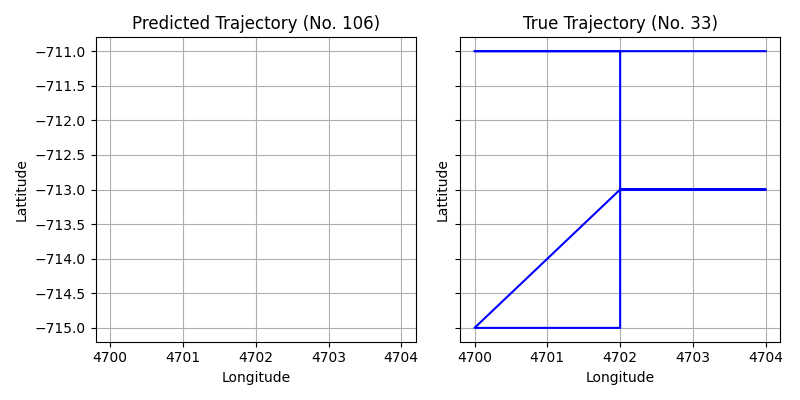 Predicted Trajectory (No. 106)
True Trajectory (No. 33)
−711.0
−711.5
−712.0
−712.5
−713.0
−713.5
−714.0
−714.5
−715.0
Lattitude
Lattitude
4700 4701 4702 4703 4704
4700 4701 4702 4703 4704
Longitude
Longitude